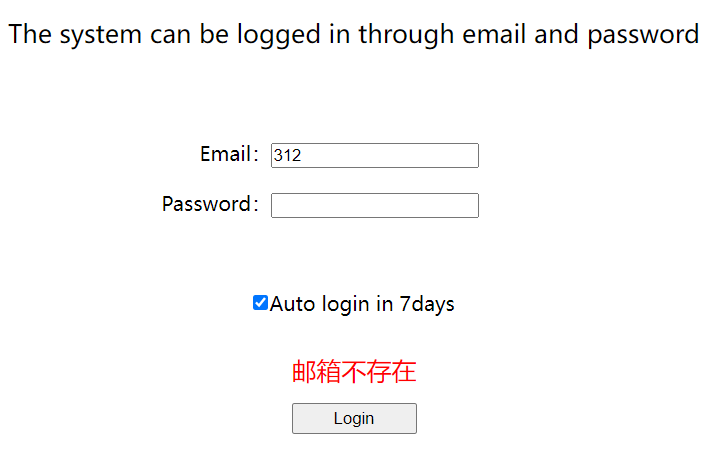 The system can be logged in through email and password
Email：312
Password：
Auto login in 7days
邮箱不存在
Login